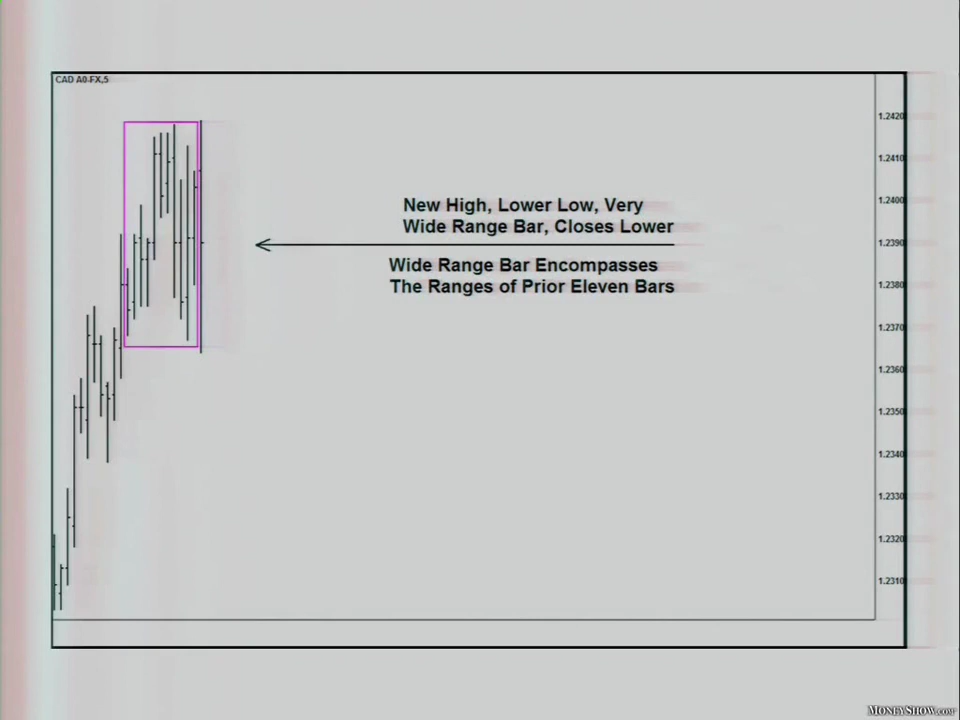 CAD A0-FX,5
1.2420
1.2410
New High, Lower Low, Very
1.2400
Wide Range Bar, Closes Lower
1.2390
Wide Range Bar Encompasses
The Ranges of Prior Eleven Bars
1.2380
1.2370
1.2360
1.2350
1.2340
1.2330
1.2320
1.2310
MONEYSHOW.COM